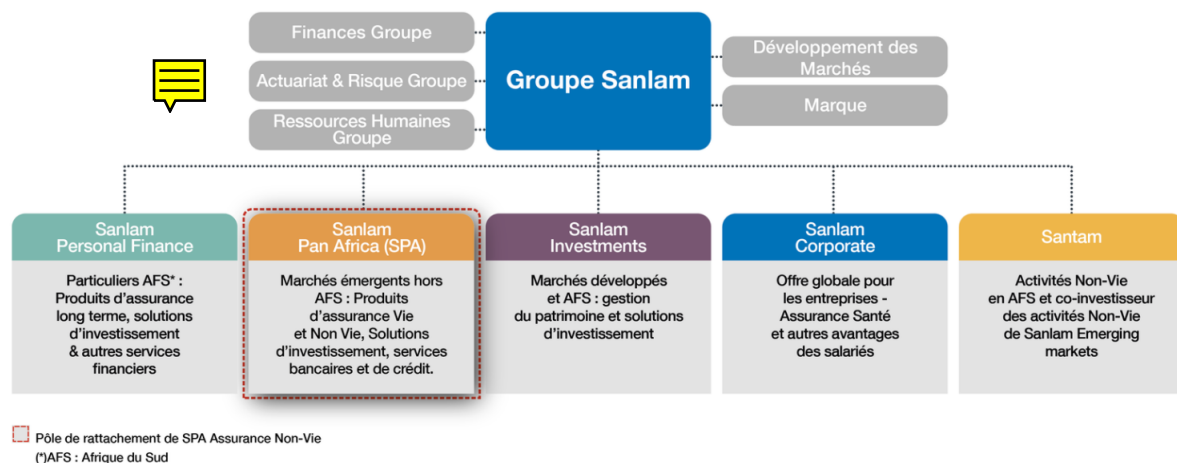 Finances Groupe
Actuariat & Risque Groupe
Ressources Humaines
Groupe
Groupe Sanlam
Développement des
Marchés
Marque
Sanlam
Personal Finance
Particuliers AFS* :
Produits d'assurance
long terme, solutions
d'investissement
& autres services
financiers
Sanlam
Pan Africa (SPA)
Marchés émergents hors
AFS : Produits
d'assurance Vie
et Non Vie, Solutions
d'investissement, services
bancaires et de crédit.
Sanlam
Investments
Marchés développés
et AFS : gestion
du patrimoine et solutions
d'investissement
Sanlam
Corporate
Offre globale pour
les entreprises -
Assurance Santé
et autres avantages
des salariés
Santam
Activités Non-Vie
en AFS et co-investisseur
des activités Non-Vie
de Sanlam Emerging
markets
Pôle de rattachement de SPA Assurance Non-Vie
(*)AFS : Afrique du Sud